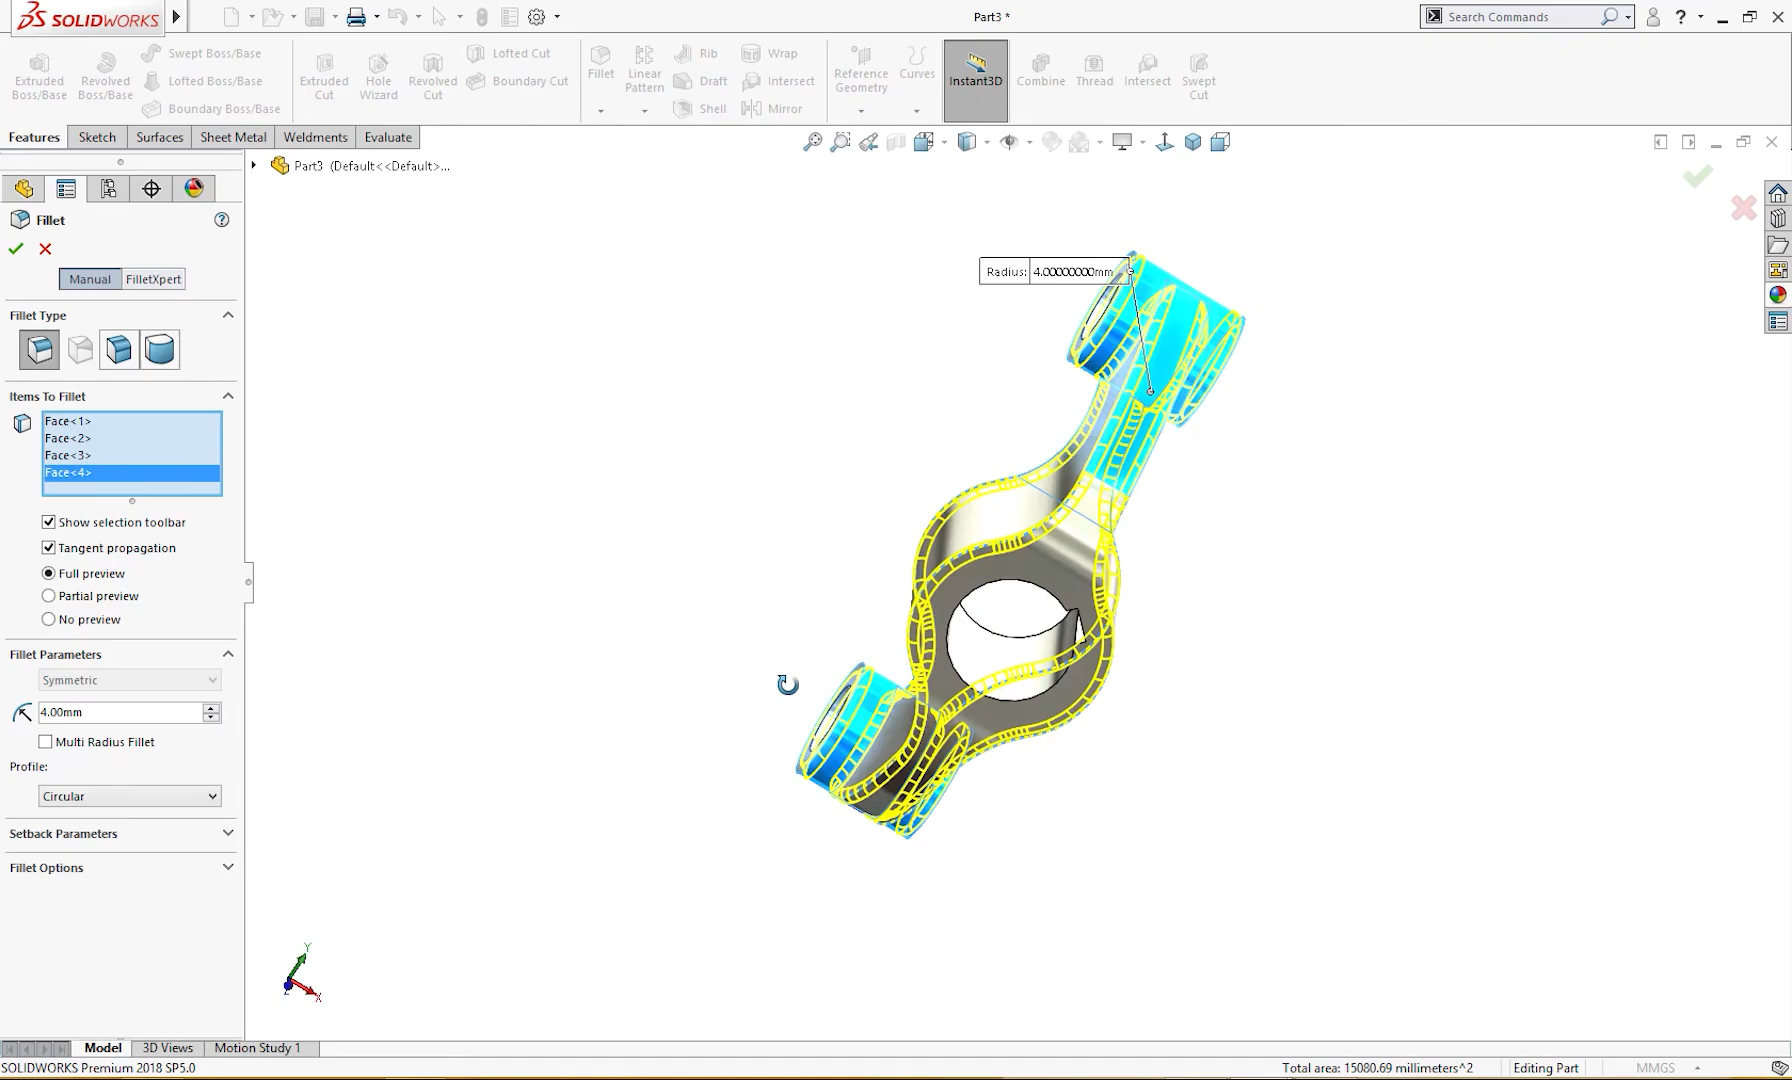 SOLIDWORKS
Part3 *
Search Commands
?
Extruded
Boss/Base
Revolved
Boss/Base
Swept Boss/Base
Lofted Boss/Base
Boundary Boss/Base
Extruded
Cut
Hole
Wizard
Revolved
Cut
Lofted Cut
Boundary Cut
Fillet
Linear
Pattern
Rib
Draft
Shell
Wrap
Intersect
Mirror
Reference
Geometry
Curves
Instant3D
Combine
Thread
Intersect
Swept
Cut
Features
Sketch
Surfaces
Sheet Metal
Weldments
Evaluate
Part3 (Default<<Default>...
Fillet
?
Manual
FilletXpert
Fillet Type
Items To Fillet
Face<1>
Face<2>
Face<3>
Face<4>
Show selection toolbar
Tangent propagation
Full preview
Partial preview
No preview
Fillet Parameters
Symmetric
4.00mm
Multi Radius Fillet
Profile:
Circular
Setback Parameters
Fillet Options
Radius: 4.00000000mm
Y
X
Z
Model
3D Views
Motion Study 1
SOLIDWORKS Premium 2018 SP5.0
Total area: 15080.69 millimeters^2
Editing Part
MMGS